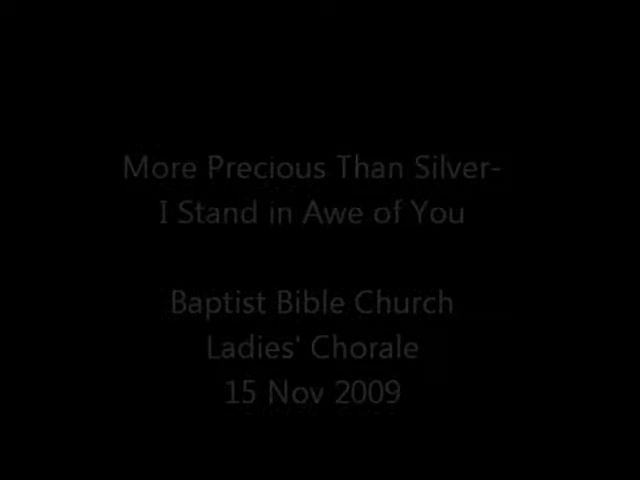 More Precious Than Silver-
I Stand in Awe of You
Baptist Bible Church
Ladies' Chorale
15 Nov 2009